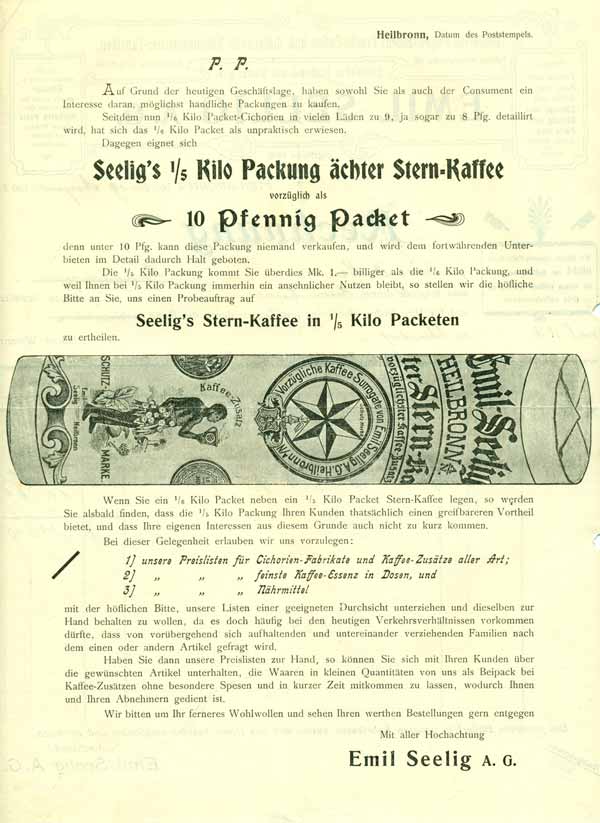 Heilbronn, Datum des Poststempels.
P. P.
Auf Grund der heutigen Geschäftslage, haben sowohl Sie als auch der Consument ein
Interesse daran, möglichst handliche Packungen zu kaufen.
Seitdem nun 1/6 Kilo Packet-Cichorien in vielen Läden zu 9, ja sogar zu 8 Pfg. detaillirt
wird, hat sich das 1/6 Kilo Packet als unpraktisch erwiesen.
Dagegen eignet sich
Seelig's 1/5 Kilo Packung ächter Stern-Kaffee
vorzüglich als
10 Pfennig Packet
denn unter 10 Pfg. kann diese Packung niemand verkaufen, und wird dem fortwährenden Unter-
bieten im Detail dadurch Halt geboten.
Die 1/5 Kilo Packung kommt Sie überdies Mk. 1.— billiger als die 1/6 Kilo Packung, und
weil Ihnen bei 1/5 Kilo Packung immerhin ein ansehnlicher Nutzen bleibt, so stellen wir die höfliche
Bitte an Sie, uns einen Probeauftrag auf
Seelig's Stern-Kaffee in 1/5 Kilo Packeten
zu ertheilen.
SCHUTZ-
MARKE
Emil Seelig Heilbronn
Kaffee-Zusatz
Vorzügliche Kaffee Surrogate von Emil Seelig A.G. Heilbronn a/N.
Emil-Seelig
HEILBRONN a/N.
ter-Stern-Ka
vorzüglichster Kaffee-Zusatz
Wenn Sie ein 1/6 Kilo Packet neben ein 1/5 Kilo Packet Stern-Kaffee legen, so werden
Sie alsbald finden, dass die 1/5 Kilo Packung Ihren Kunden thatsächlich einen greifbareren Vortheil
bietet, und dass Ihre eigenen Interessen aus diesem Grunde auch nicht zu kurz kommen.
Bei dieser Gelegenheit erlauben wir uns vorzulegen:
1] unsere Preislisten für Cichorien-Fabrikate und Kaffee-Zusätze aller Art;
2] „ „ „ feinste Kaffee-Essenz in Dosen, und
3] „ „ „ Nährmittel
mit der höflichen Bitte, unsere Listen einer geeigneten Durchsicht unterziehen und dieselben zur
Hand behalten zu wollen, da es doch häufig bei den heutigen Verkehrsverhältnissen vorkommen
dürfte, dass von vorübergehend sich aufhaltenden und untereinander verziehenden Familien nach
dem einen oder andern Artikel gefragt wird.
Haben Sie dann unsere Preislisten zur Hand, so können Sie sich mit Ihren Kunden über
die gewünschten Artikel unterhalten, die Waaren in kleinen Quantitäten von uns als Beipack bei
Kaffee-Zusätzen ohne besondere Spesen und in kurzer Zeit mitkommen zu lassen, wodurch Ihnen
und Ihren Abnehmern gedient ist.
Wir bitten um Ihr ferneres Wohlwollen und sehen Ihren werthen Bestellungen gern entgegen
Mit aller Hochachtung
Emil Seelig A. G.